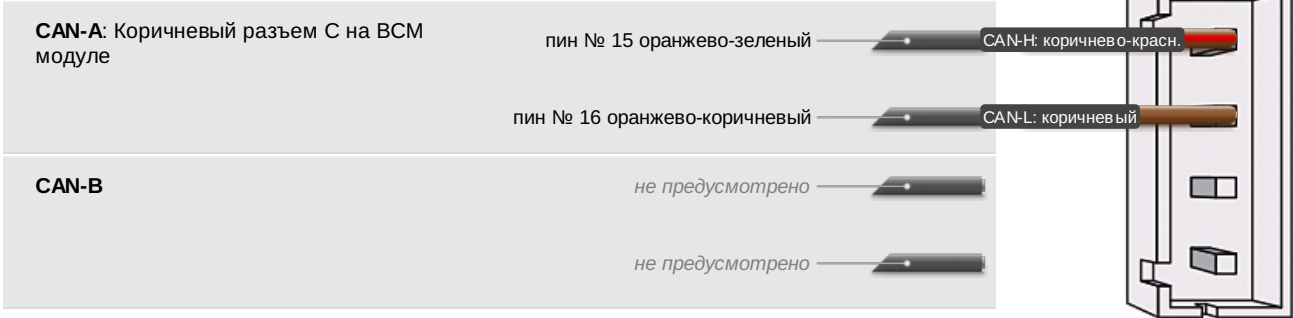 CAN-A: Коричневый разъем C на BCM
модуле
пин № 15 оранжево-зеленый
CAN-H: коричнево-красн.
пин № 16 оранжево-коричневый
CAN-L: коричневый
CAN-B
не предусмотрено
не предусмотрено